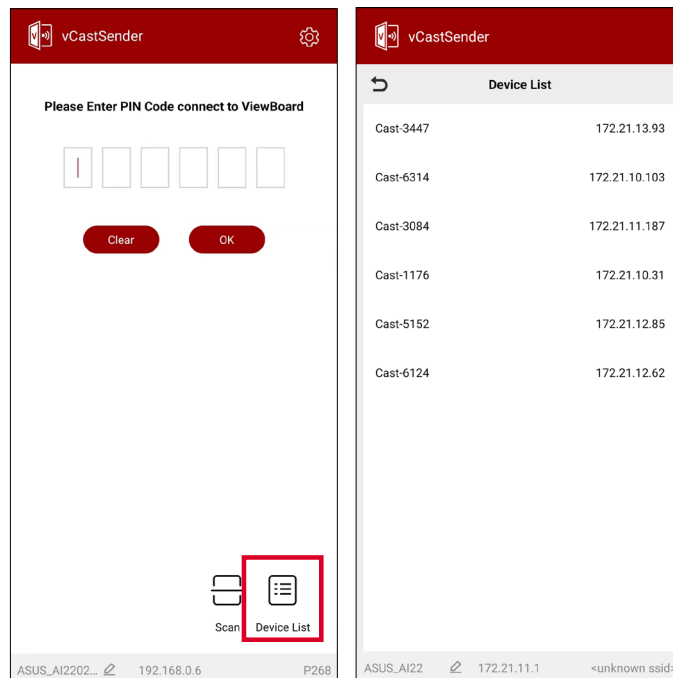 vCastSender
Please Enter PIN Code connect to ViewBoard
Clear
OK
Scan
Device List
ASUS_AI2202...
192.168.0.6
P268
vCastSender
Device List
Cast-3447
172.21.13.93
Cast-6314
172.21.10.103
Cast-3084
172.21.11.187
Cast-1176
172.21.10.31
Cast-5152
172.21.12.85
Cast-6124
172.21.12.62
ASUS_AI22
172.21.11.1
<unknown ssid>